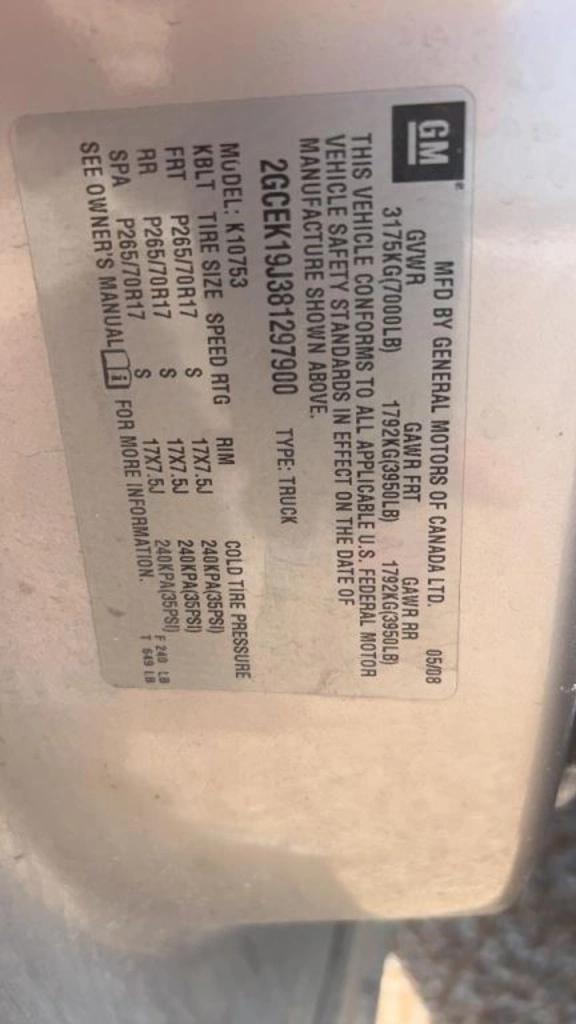 GM
MFD BY GENERAL MOTORS OF CANADA LTD. 05/08
GVWR GAWR FRT GAWR RR
3175KG(7000LB) 1792KG(3950LB) 1792KG(3950LB)
THIS VEHICLE CONFORMS TO ALL APPLICABLE U.S. FEDERAL MOTOR
VEHICLE SAFETY STANDARDS IN EFFECT ON THE DATE OF
MANUFACTURE SHOWN ABOVE.
2GCEK19J381297900 TYPE: TRUCK
MODEL: K10753
KBLT TIRE SIZE SPEED RTG RIM COLD TIRE PRESSURE
FRT P265/70R17 S 17X7.5J 240KPA(35PSI)
RR P265/70R17 S 17X7.5J 240KPA(35PSI)
SPA P265/70R17 S 17X7.5J 240KPA(35PSI)
SEE OWNER'S MANUAL i FOR MORE INFORMATION.
F 240 LB
T 649 LB